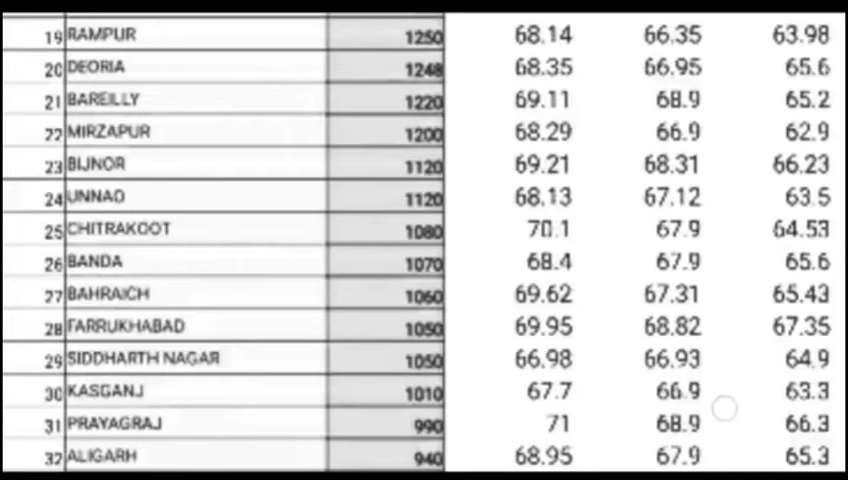 19 RAMPUR 1250 68.14 66.35 63.98
20 DEORIA 1248 68.35 66.95 65.6
21 BAREILLY 1220 69.11 68.9 65.2
22 MIRZAPUR 1200 68.29 66.9 62.9
23 BIJNOR 1120 69.21 68.31 66.23
24 UNNAO 1120 68.13 67.12 63.5
25 CHITRAKOOT 1080 70.1 67.9 64.53
26 BANDA 1070 68.4 67.9 65.6
27 BAHRAICH 1060 69.62 67.31 65.43
28 FARRUKHABAD 1050 69.95 68.82 67.35
29 SIDDHARTH NAGAR 1050 66.98 66.93 64.9
30 KASGANJ 1010 67.7 66.9 63.3
31 PRAYAGRAJ 990 71 68.9 66.3
32 ALIGARH 940 68.95 67.9 65.3